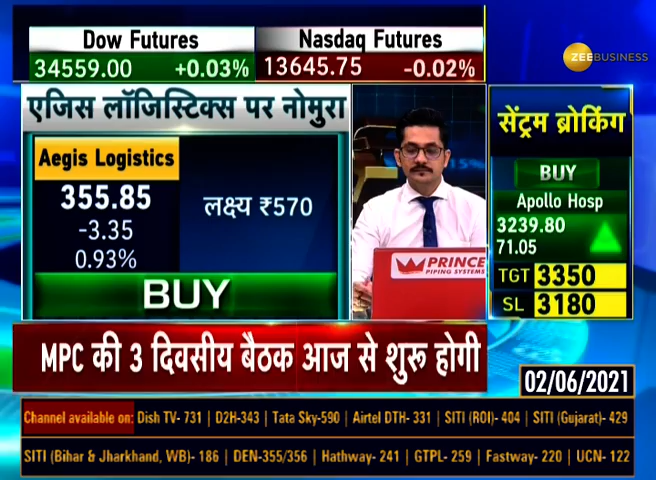 Dow Futures
34559.00 +0.03%
Nasdaq Futures
13645.75 -0.02%
ZEEBUSINESS
एजिस लॉजिस्टिक्स पर नोमुरा
Aegis Logistics
355.85
-3.35
0.93%
लक्ष्य ₹570
BUY
PRINCE
PIPING SYSTEMS
सेंट्रम ब्रोकिंग
BUY
Apollo Hosp
3239.80
71.05
TGT 3350
SL 3180
MPC की 3 दिवसीय बैठक आज से शुरू होगी
02/06/2021
Channel available on: Dish TV- 731 | D2H-343 | Tata Sky-590 | Airtel DTH- 331 | SITI (ROI)- 404 | SITI (Gujarat)- 429
SITI (Bihar & Jharkhand, WB)- 186 | DEN-355/356 | Hathway- 241 | GTPL- 259 | Fastway- 220 | UCN- 122